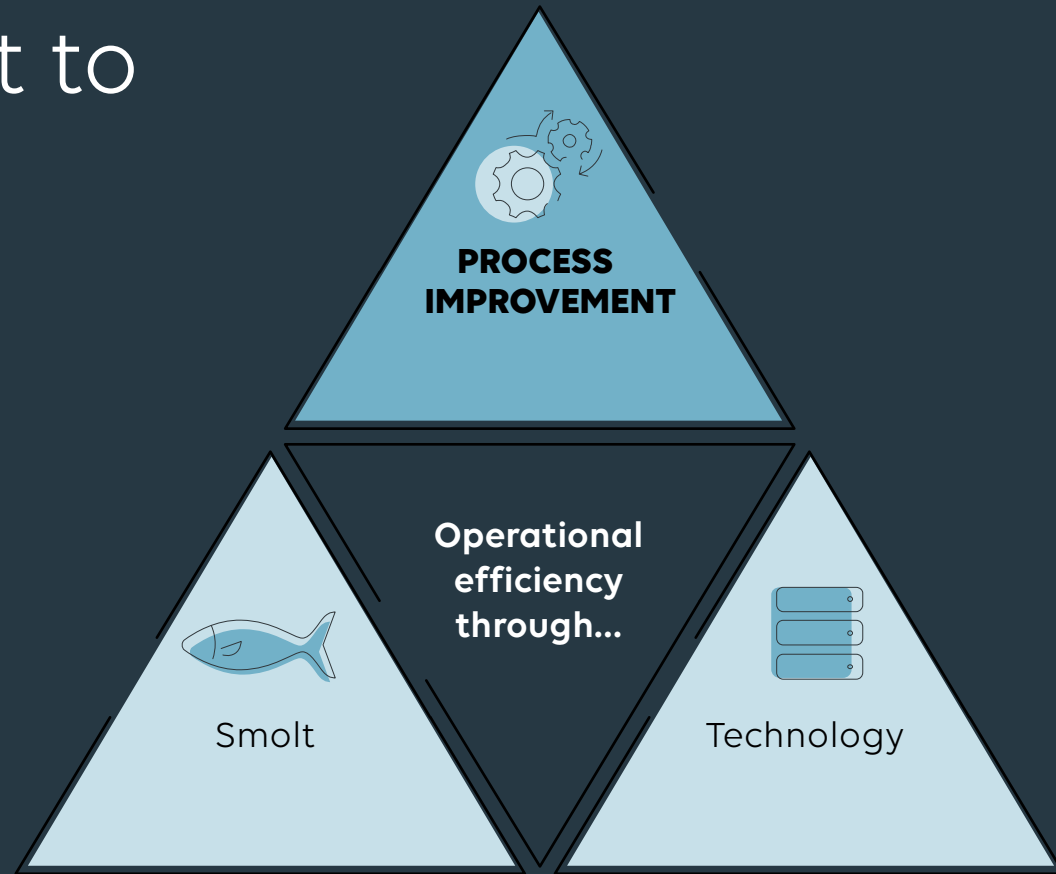 t to
PROCESS
IMPROVEMENT
Operational
efficiency
through...
Smolt
Technology